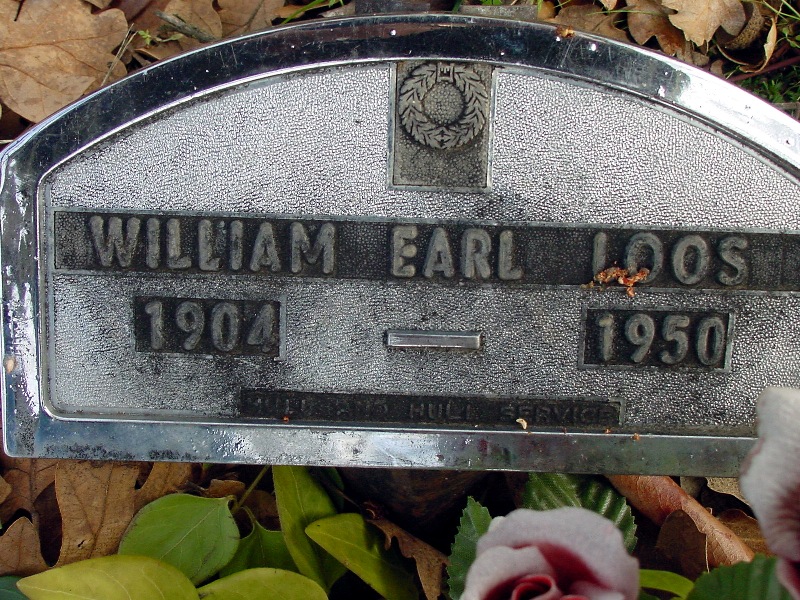 WILLIAM EARL LOOS
1904 — 1950
HULL SERVICE